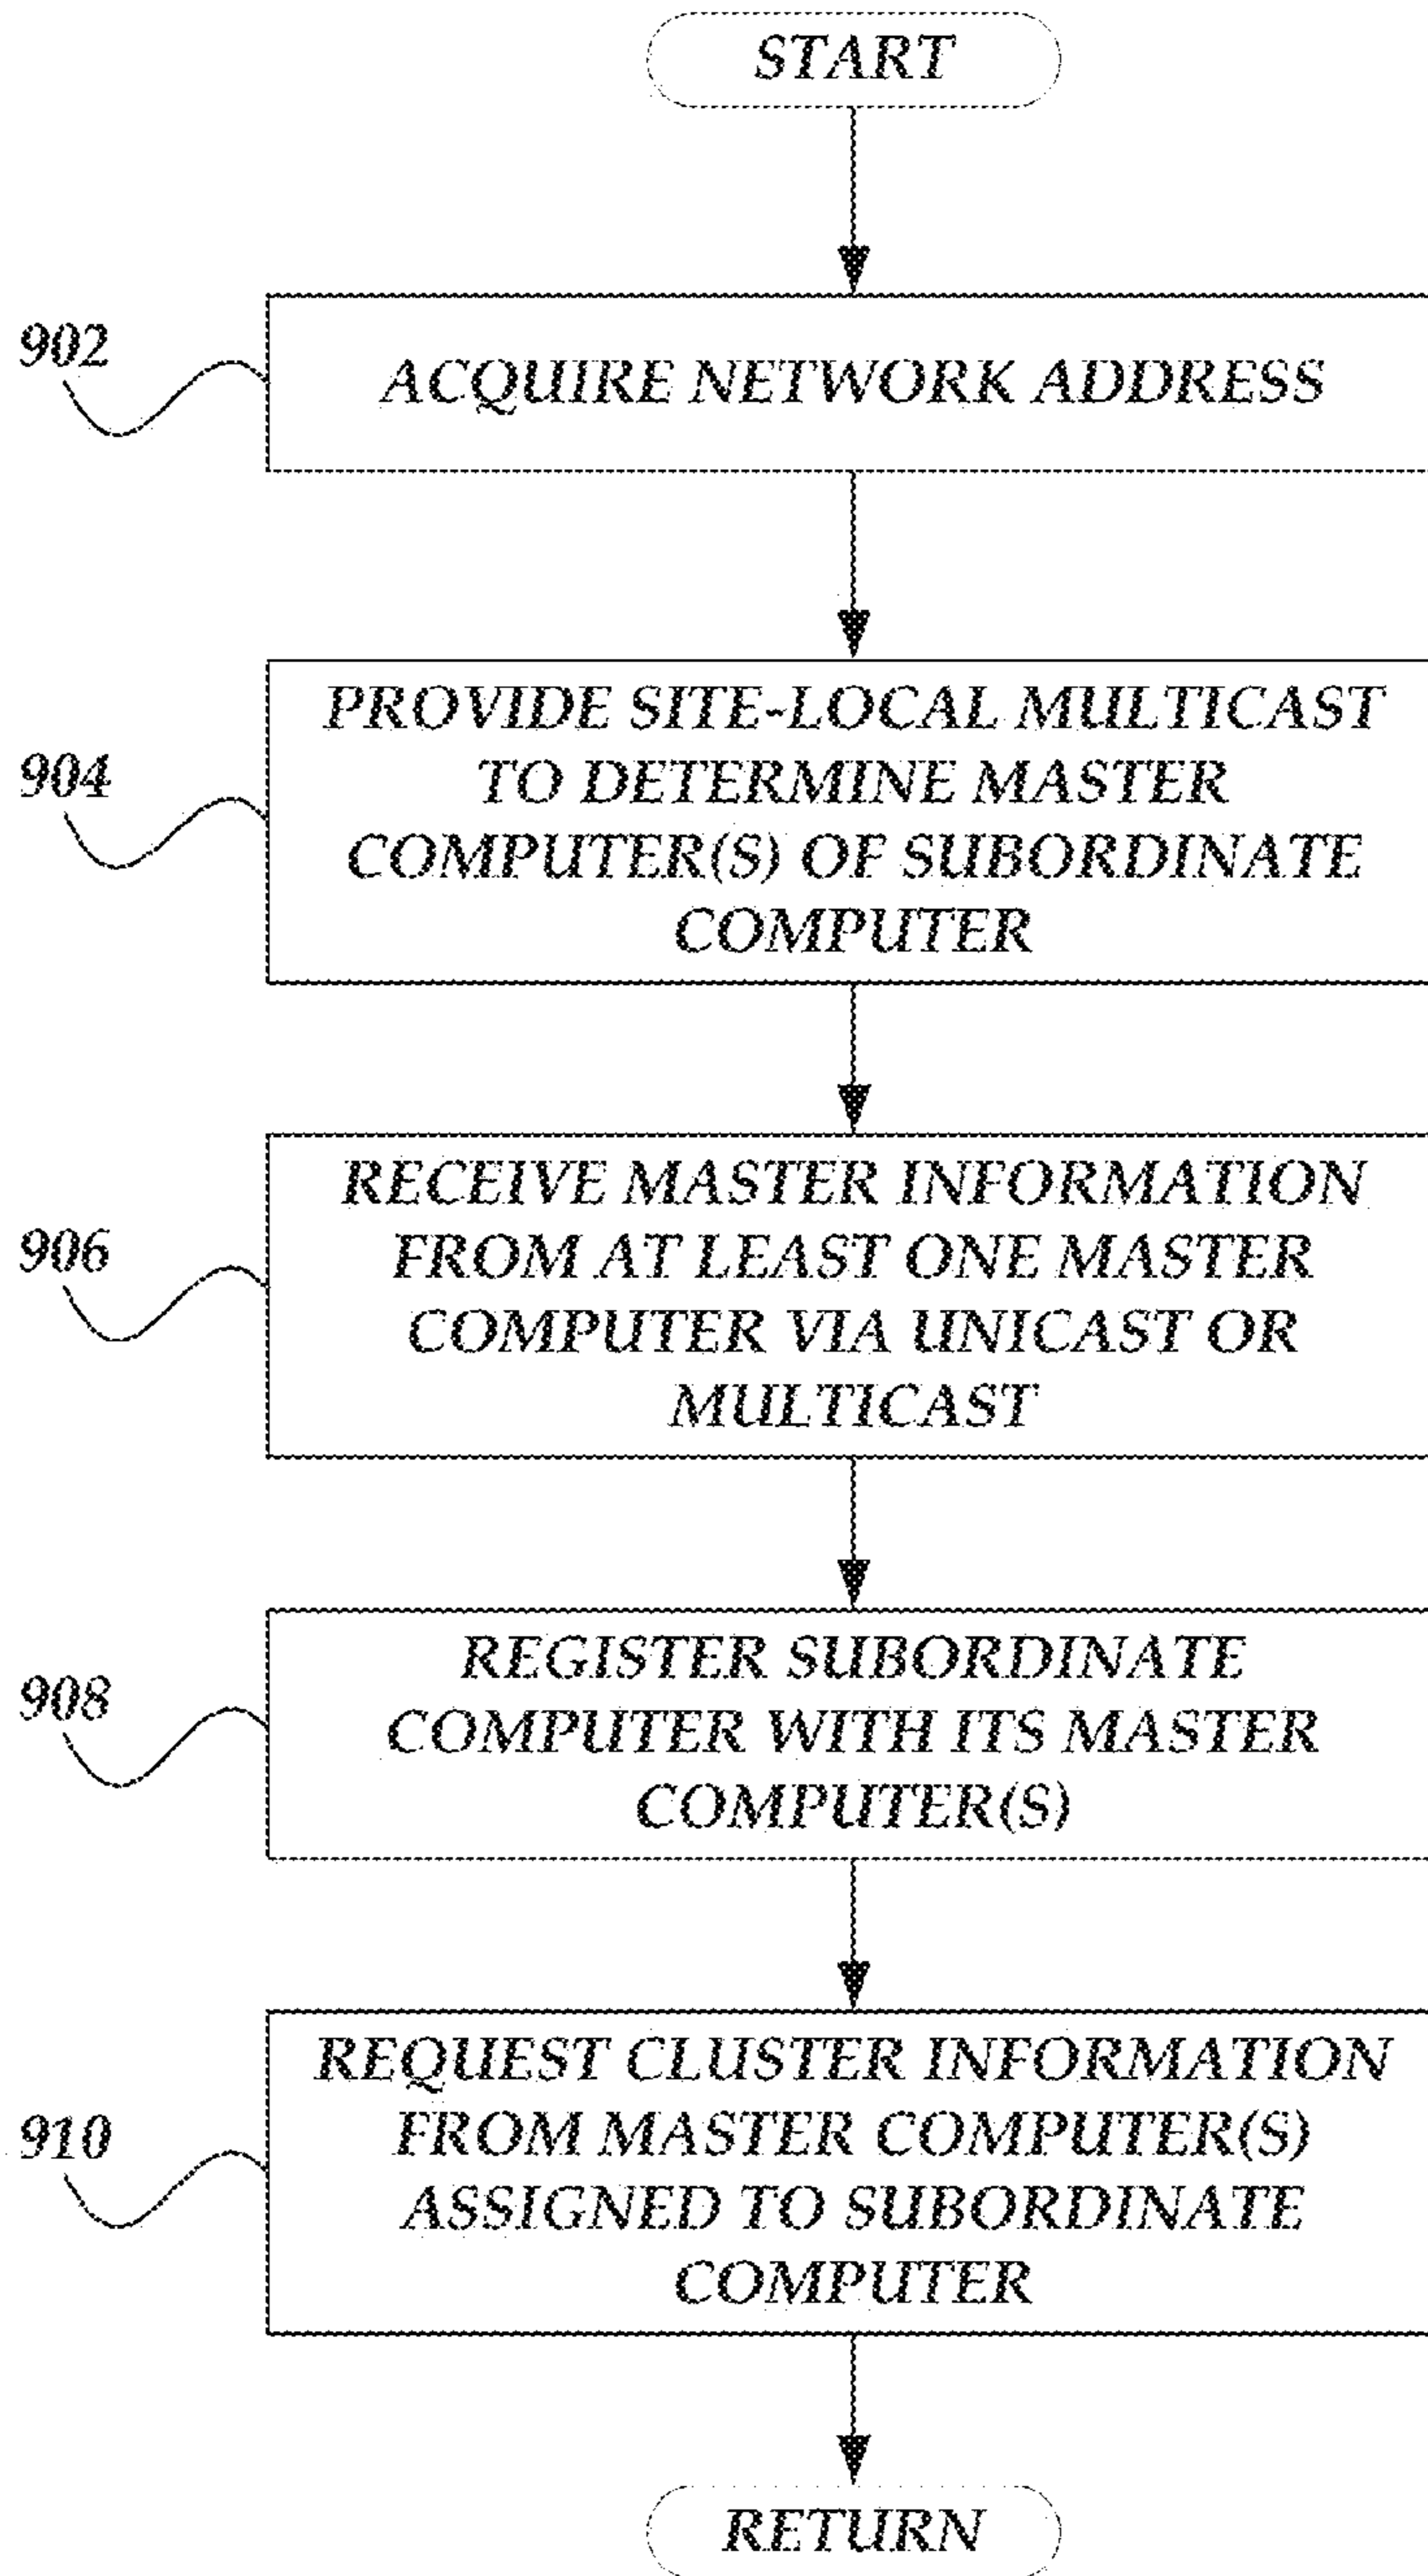 START
902
ACQUIRE NETWORK ADDRESS
904
PROVIDE SITE-LOCAL MULTICAST
TO DETERMINE MASTER
COMPUTER(S) OF SUBORDINATE
COMPUTER
906
RECEIVE MASTER INFORMATION
FROM AT LEAST ONE MASTER
COMPUTER VIA UNICAST OR
MULTICAST
908
REGISTER SUBORDINATE
COMPUTER WITH ITS MASTER
COMPUTER(S)
910
REQUEST CLUSTER INFORMATION
FROM MASTER COMPUTER(S)
ASSIGNED TO SUBORDINATE
COMPUTER
RETURN